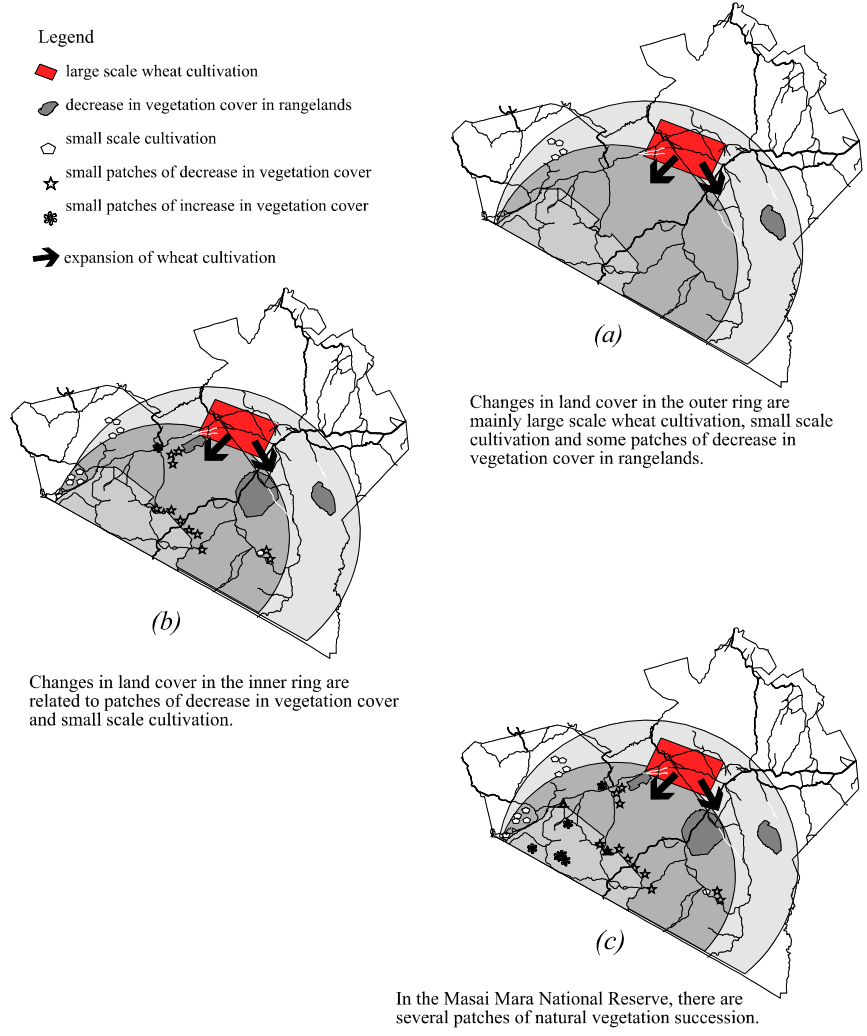 Legend
large scale wheat cultivation
decrease in vegetation cover in rangelands
small scale cultivation
small patches of decrease in vegetation cover
small patches of increase in vegetation cover
expansion of wheat cultivation
(a)
Changes in land cover in the outer ring are
mainly large scale wheat cultivation, small scale
cultivation and some patches of decrease in
vegetation cover in rangelands.
(b)
Changes in land cover in the inner ring are
related to patches of decrease in vegetation cover
and small scale cultivation.
(c)
In the Masai Mara National Reserve, there are
several patches of natural vegetation succession.